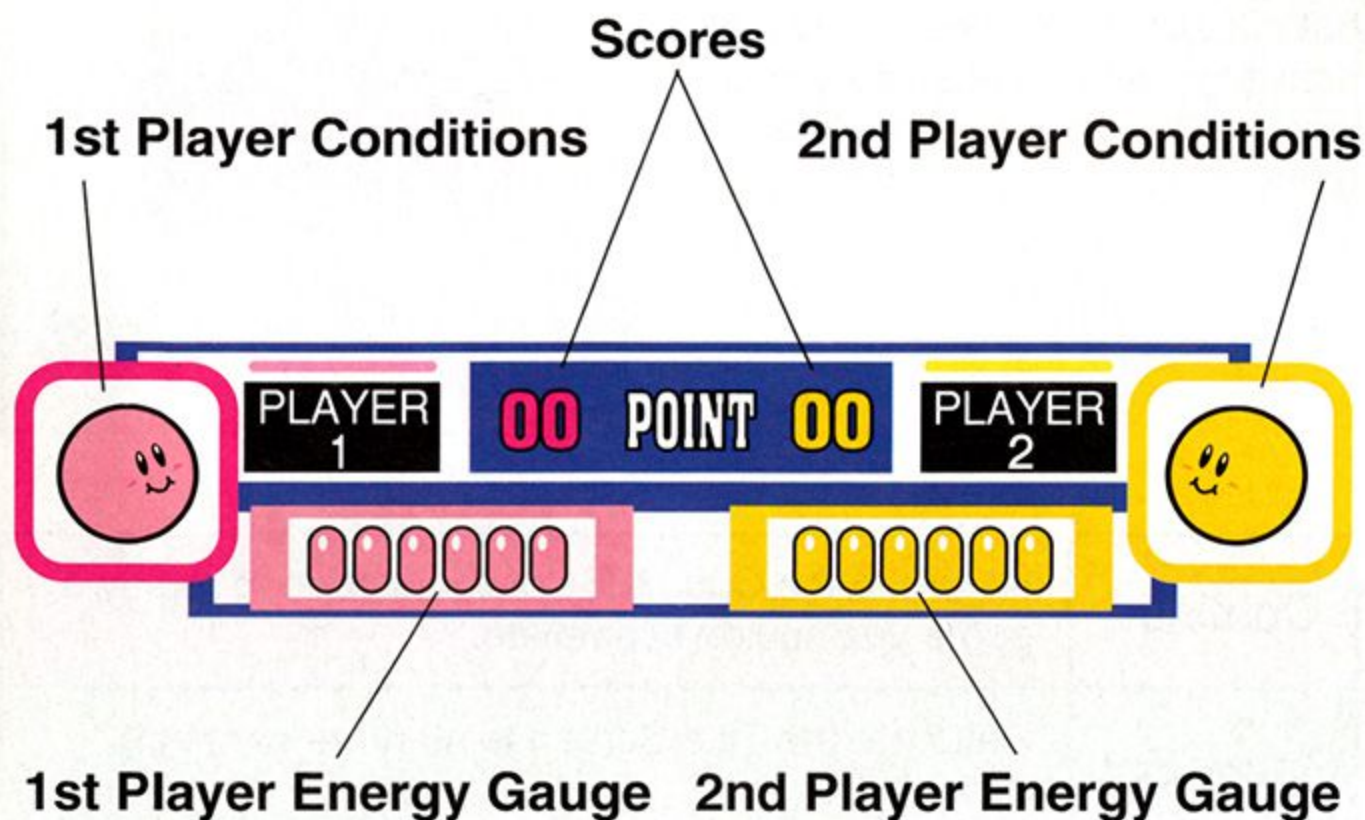 Scores
1st Player Conditions
2nd Player Conditions
PLAYER
1
00 POINT 00
PLAYER
2
1st Player Energy Gauge
2nd Player Energy Gauge